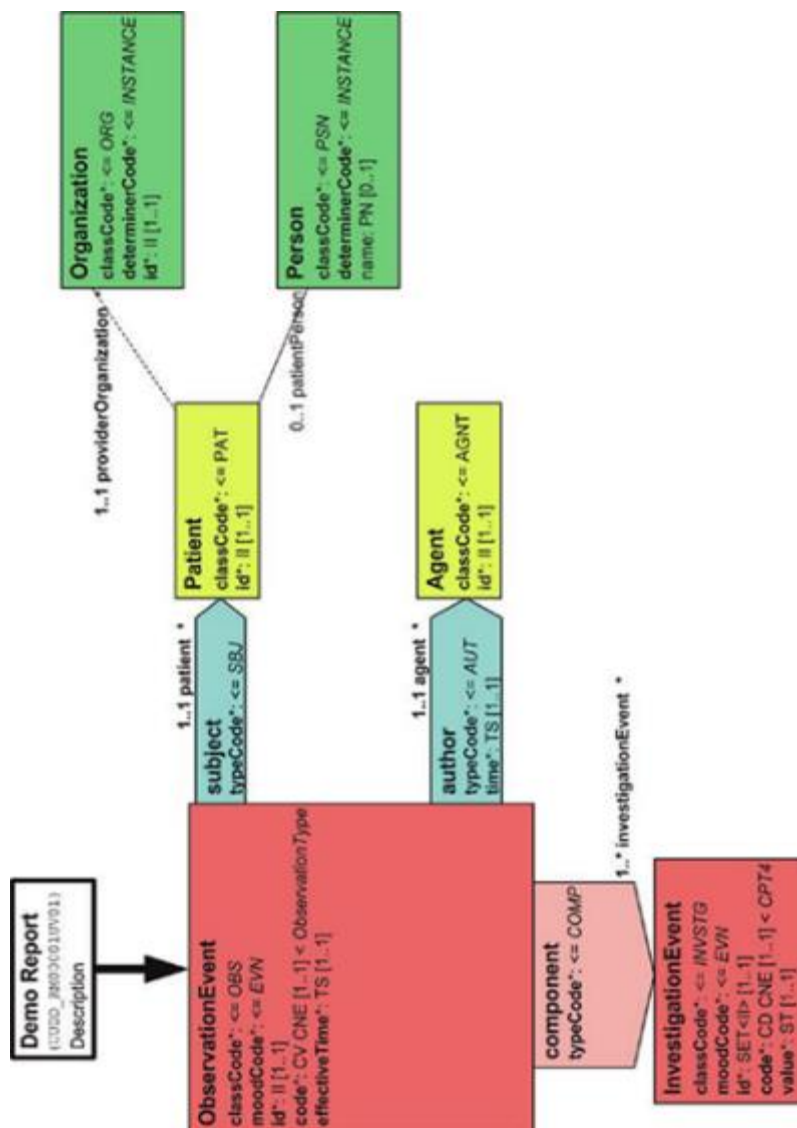 Demo Report
Description
ObservationEvent
classCode*: <= OBS
moodCode*: <= EVN
id*: II [1..1]
code*: CV CNE [1..1] < ObservationType
effectiveTime*: TS [1..1]
subject
typeCode*: <= SBJ
1..1 patient *
Patient
classCode*: <= PAT
id*: II [1..1]
1..1 providerOrganization *
Organization
classCode*: <= ORG
determinerCode*: <= INSTANCE
id*: II [1..1]
0..1 patientPerson
Person
classCode*: <= PSN
determinerCode*: <= INSTANCE
name: PN [0..1]
author
typeCode*: <= AUT
time*: TS [1..1]
1..1 agent *
Agent
classCode*: <= AGNT
id*: II [1..1]
component
typeCode*: <= COMP
1..* investigationEvent *
InvestigationEvent
classCode*: <= INVSTG
moodCode*: <= EVN
id*: SET<II> [1..1]
code*: CD CNE [1..1] < CPT4
value*: ST [1..1]